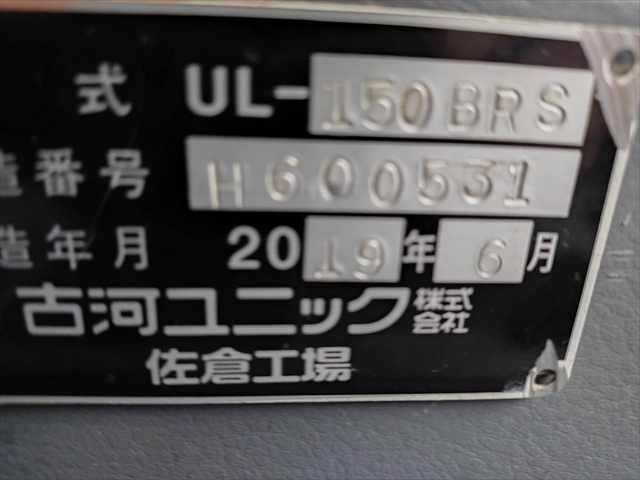 式 UL-150BRS
造番号 H600531
造年月 2019年6月
古河ユニック株式会社
佐倉工場